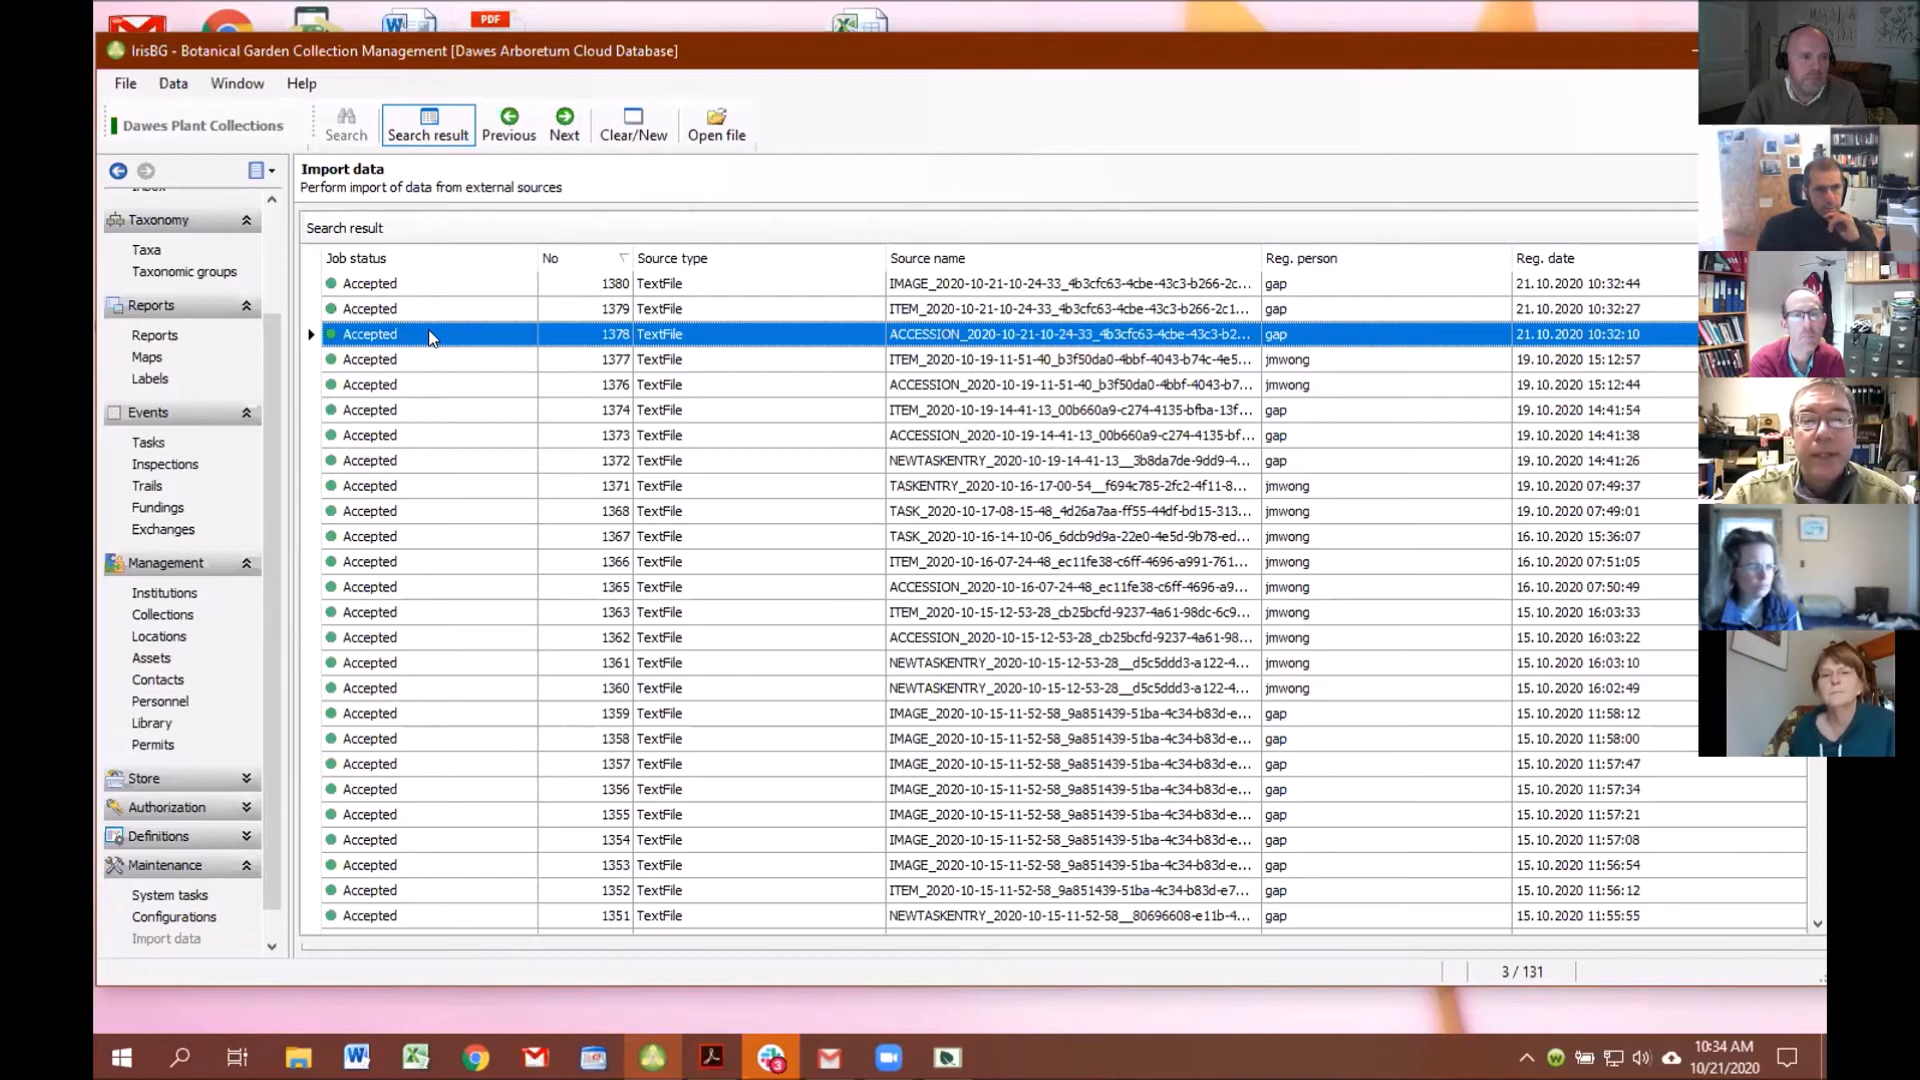 PDF
IrisBG - Botanical Garden Collection Management [Dawes Arboretum Cloud Database]
File Data Window Help
Dawes Plant Collections Search Search result Previous Next Clear/New Open file
Import data
Perform import of data from external sources
Taxonomy
Taxa
Taxonomic groups
Reports
Reports
Maps
Labels
Events
Tasks
Inspections
Trails
Fundings
Exchanges
Management
Institutions
Collections
Locations
Assets
Contacts
Personnel
Library
Permits
Store
Authorization
Definitions
Maintenance
System tasks
Configurations
Import data
Search result
Job status No Source type Source name Reg. person Reg. date
Accepted 1380 TextFile IMAGE_2020-10-21-10-24-33_4b3cfc63-4cbe-43c3-b266-2c... gap 21.10.2020 10:32:44
Accepted 1379 TextFile ITEM_2020-10-21-10-24-33_4b3cfc63-4cbe-43c3-b266-2c1... gap 21.10.2020 10:32:27
Accepted 1378 TextFile ACCESSION_2020-10-21-10-24-33_4b3cfc63-4cbe-43c3-b2... gap 21.10.2020 10:32:10
Accepted 1377 TextFile ITEM_2020-10-19-11-51-40_b3f50da0-4bbf-4043-b74c-4e5... jmwong 19.10.2020 15:12:57
Accepted 1376 TextFile ACCESSION_2020-10-19-11-51-40_b3f50da0-4bbf-4043-b7... jmwong 19.10.2020 15:12:44
Accepted 1374 TextFile ITEM_2020-10-19-14-41-13_00b660a9-c274-4135-bfba-13f... gap 19.10.2020 14:41:54
Accepted 1373 TextFile ACCESSION_2020-10-19-14-41-13_00b660a9-c274-4135-bf... gap 19.10.2020 14:41:38
Accepted 1372 TextFile NEWTASKENTRY_2020-10-19-14-41-13__3b8da7de-9dd9-4... gap 19.10.2020 14:41:26
Accepted 1371 TextFile TASKENTRY_2020-10-16-17-00-54__f694c785-2fc2-4f11-8... jmwong 19.10.2020 07:49:37
Accepted 1368 TextFile TASK_2020-10-17-08-15-48_4d26a7aa-ff55-44df-bd15-313... jmwong 19.10.2020 07:49:01
Accepted 1367 TextFile TASK_2020-10-16-14-10-06_6dcb9d9a-22e0-4e5d-9b78-ed... jmwong 16.10.2020 15:36:07
Accepted 1366 TextFile ITEM_2020-10-16-07-24-48_ec11fe38-c6ff-4696-a991-761... jmwong 16.10.2020 07:51:05
Accepted 1365 TextFile ACCESSION_2020-10-16-07-24-48_ec11fe38-c6ff-4696-a9... jmwong 16.10.2020 07:50:49
Accepted 1363 TextFile ITEM_2020-10-15-12-53-28_cb25bcfd-9237-4a61-98dc-6c9... jmwong 15.10.2020 16:03:33
Accepted 1362 TextFile ACCESSION_2020-10-15-12-53-28_cb25bcfd-9237-4a61-98... jmwong 15.10.2020 16:03:22
Accepted 1361 TextFile NEWTASKENTRY_2020-10-15-12-53-28__d5c5ddd3-a122-4... jmwong 15.10.2020 16:03:10
Accepted 1360 TextFile NEWTASKENTRY_2020-10-15-12-53-28__d5c5ddd3-a122-4... jmwong 15.10.2020 16:02:49
Accepted 1359 TextFile IMAGE_2020-10-15-11-52-58_9a851439-51ba-4c34-b83d-e... gap 15.10.2020 11:58:12
Accepted 1358 TextFile IMAGE_2020-10-15-11-52-58_9a851439-51ba-4c34-b83d-e... gap 15.10.2020 11:58:00
Accepted 1357 TextFile IMAGE_2020-10-15-11-52-58_9a851439-51ba-4c34-b83d-e... gap 15.10.2020 11:57:47
Accepted 1356 TextFile IMAGE_2020-10-15-11-52-58_9a851439-51ba-4c34-b83d-e... gap 15.10.2020 11:57:34
Accepted 1355 TextFile IMAGE_2020-10-15-11-52-58_9a851439-51ba-4c34-b83d-e... gap 15.10.2020 11:57:21
Accepted 1354 TextFile IMAGE_2020-10-15-11-52-58_9a851439-51ba-4c34-b83d-e... gap 15.10.2020 11:57:08
Accepted 1353 TextFile IMAGE_2020-10-15-11-52-58_9a851439-51ba-4c34-b83d-e... gap 15.10.2020 11:56:54
Accepted 1352 TextFile ITEM_2020-10-15-11-52-58_9a851439-51ba-4c34-b83d-e7... gap 15.10.2020 11:56:12
Accepted 1351 TextFile NEWTASKENTRY_2020-10-15-11-52-58__80696608-e11b-4... gap 15.10.2020 11:55:55
3 / 131
10:34 AM
10/21/2020